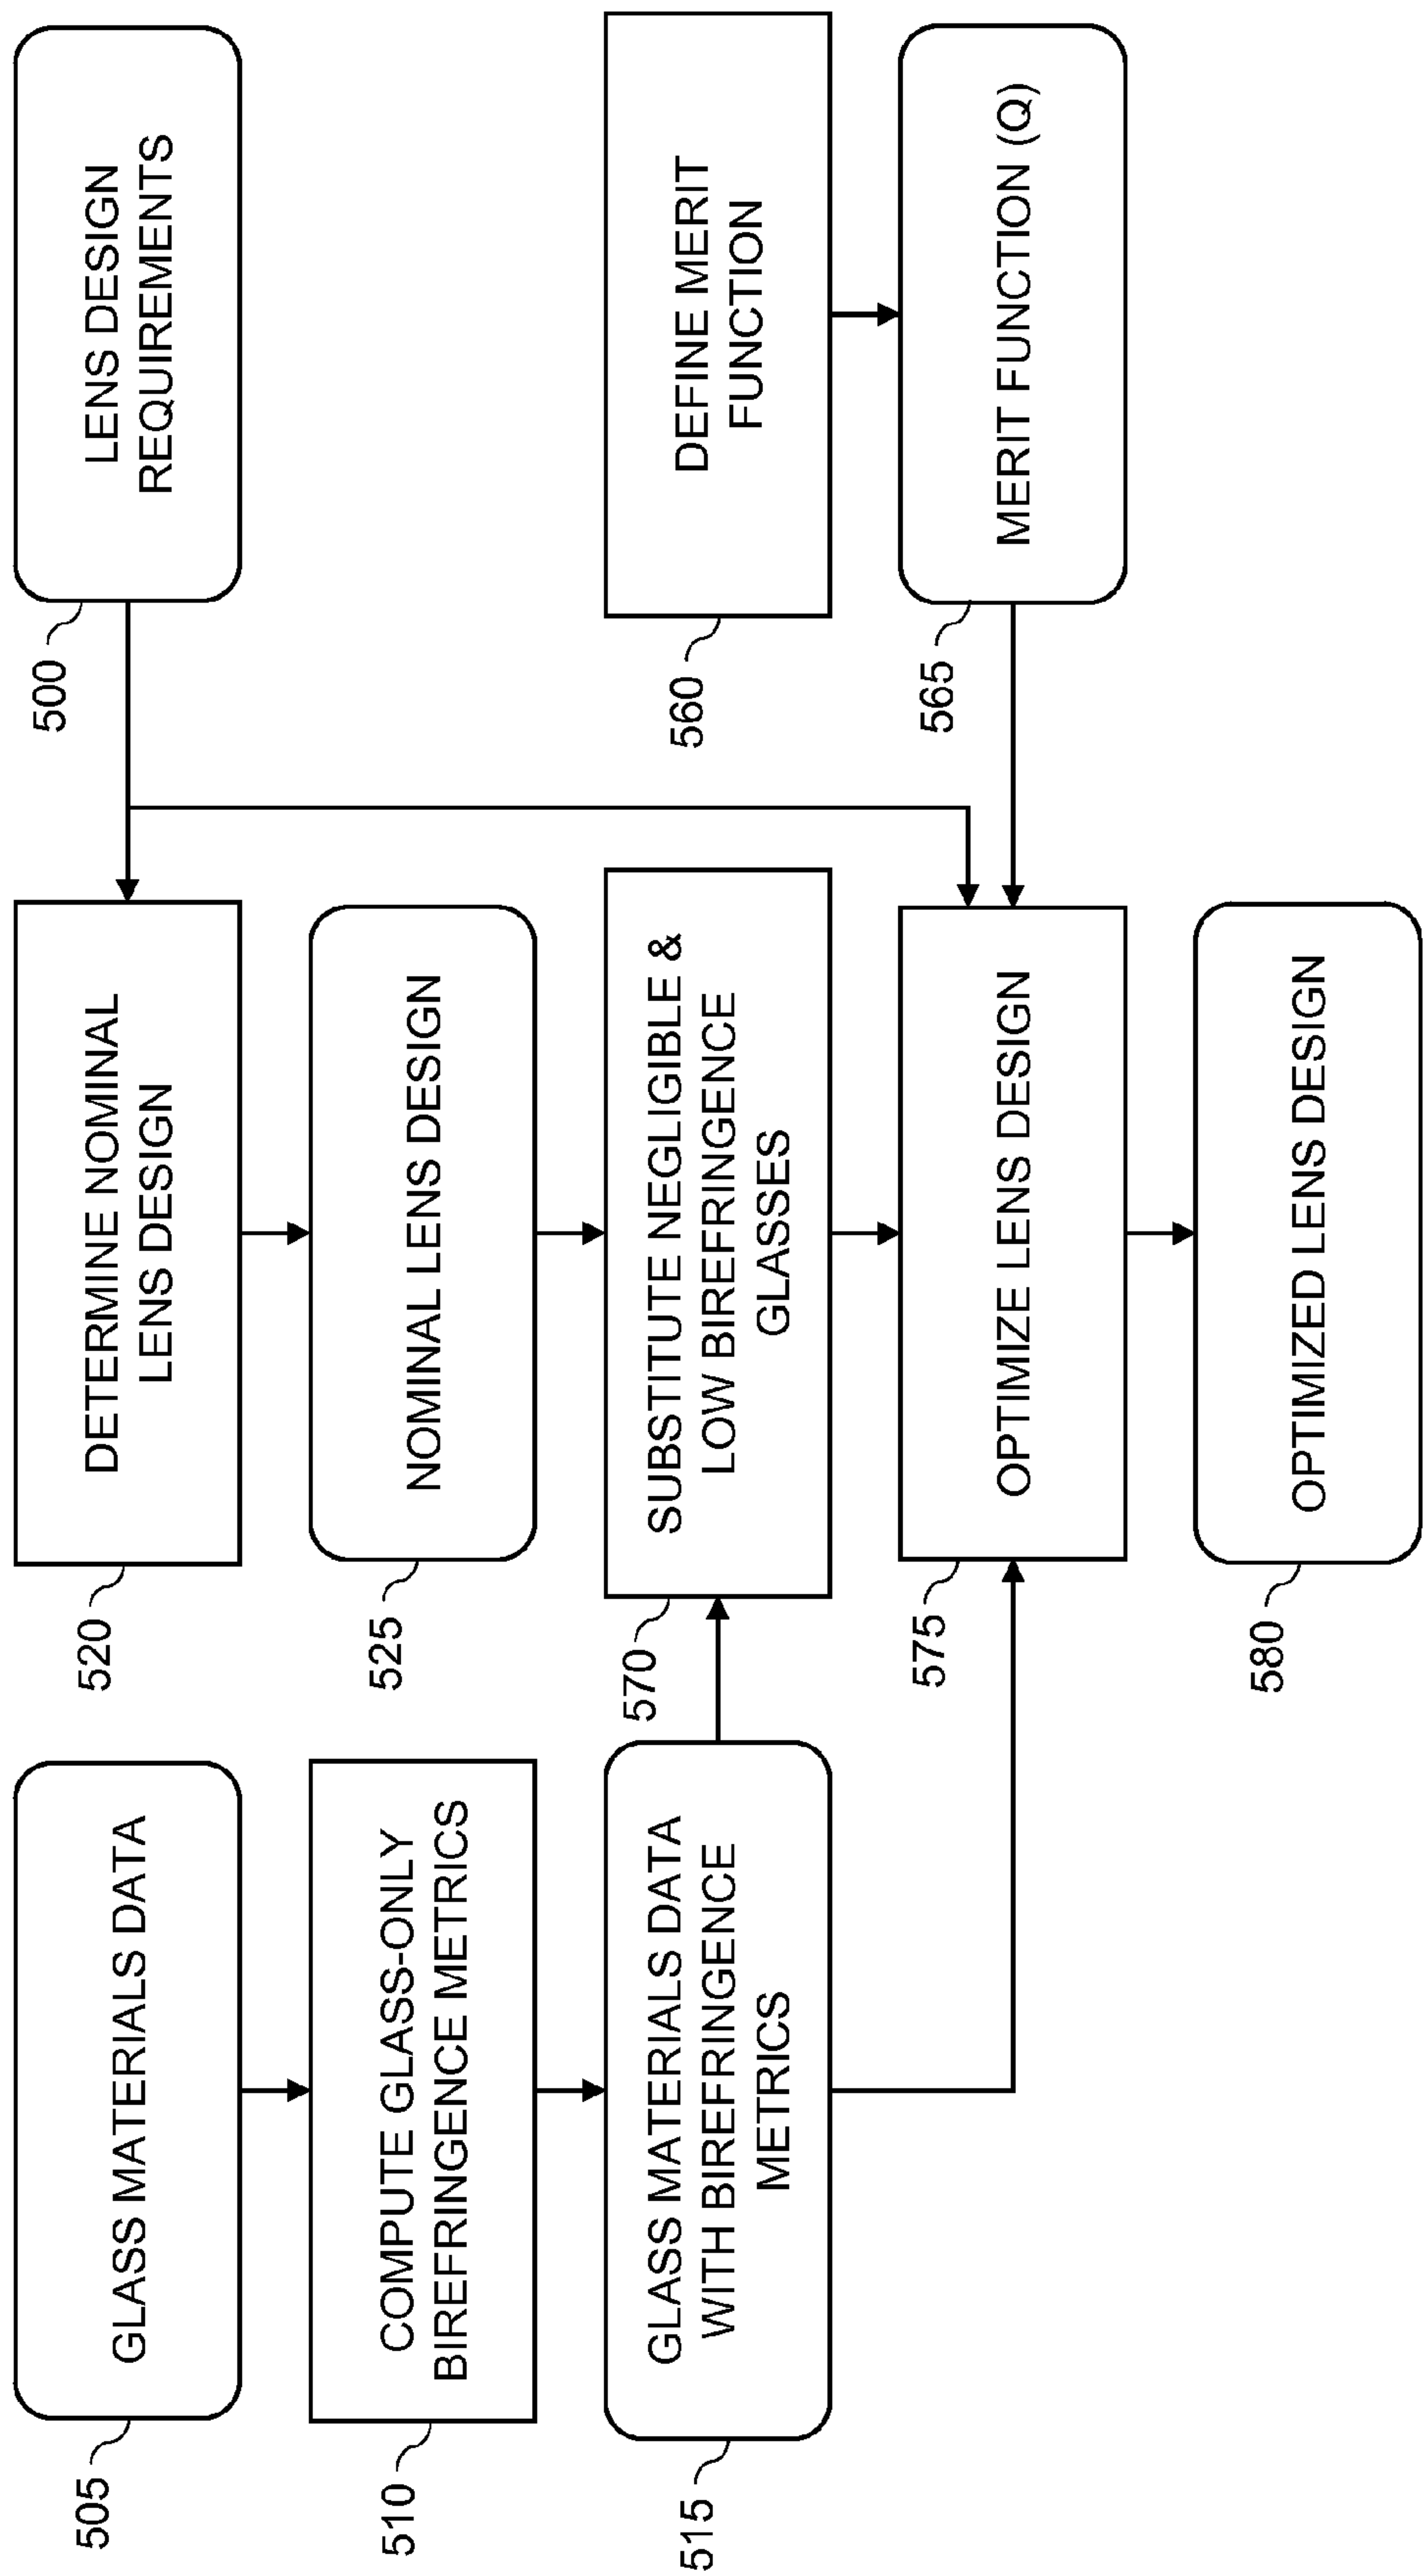 505
GLASS MATERIALS DATA
510
COMPUTE GLASS-ONLY
BIREFRINGENCE METRICS
515
GLASS MATERIALS DATA
WITH BIREFRINGENCE
METRICS
520
DETERMINE NOMINAL
LENS DESIGN
525
NOMINAL LENS DESIGN
570
SUBSTITUTE NEGLIGIBLE &
LOW BIREFRINGENCE
GLASSES
575
OPTIMIZE LENS DESIGN
580
OPTIMIZED LENS DESIGN
500
LENS DESIGN
REQUIREMENTS
560
DEFINE MERIT
FUNCTION
565
MERIT FUNCTION (Q)